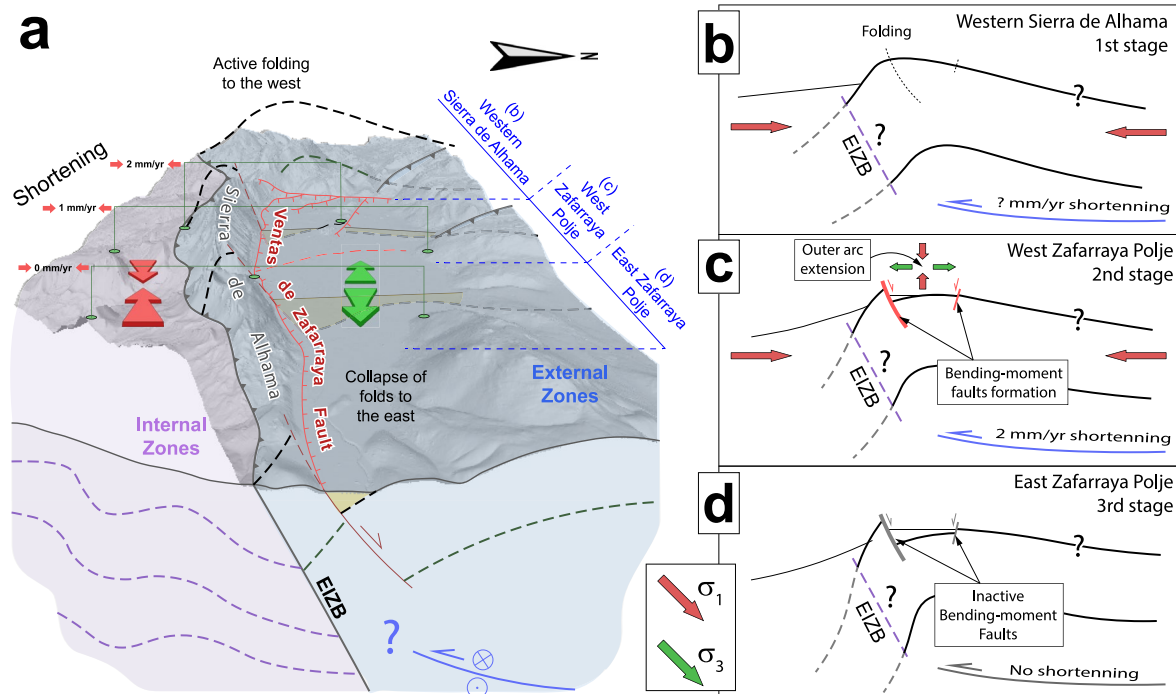 a
Active folding
to the west
N
Shortening
2 mm/yr
1 mm/yr
0 mm/yr
(b)
Western
Sierra de Alhama
(c)
West
Zafarraya
Polje
(d)
East Zafarraya
Polje
Sierra
de
Alhama
Ventas
de Zafarraya
Fault
Collapse of
folds to
the east
Internal
Zones
External
Zones
EIZB
?
b
Western Sierra de Alhama
1st stage
Folding
?
?
EIZB
? mm/yr shortenning
c
West Zafarraya Polje
2nd stage
Outer arc
extension
?
?
EIZB
Bending-moment
faults formation
2 mm/yr shortenning
d
East Zafarraya Polje
3rd stage
?
?
EIZB
Inactive
Bending-moment
Faults
No shortenning
σ1
σ3